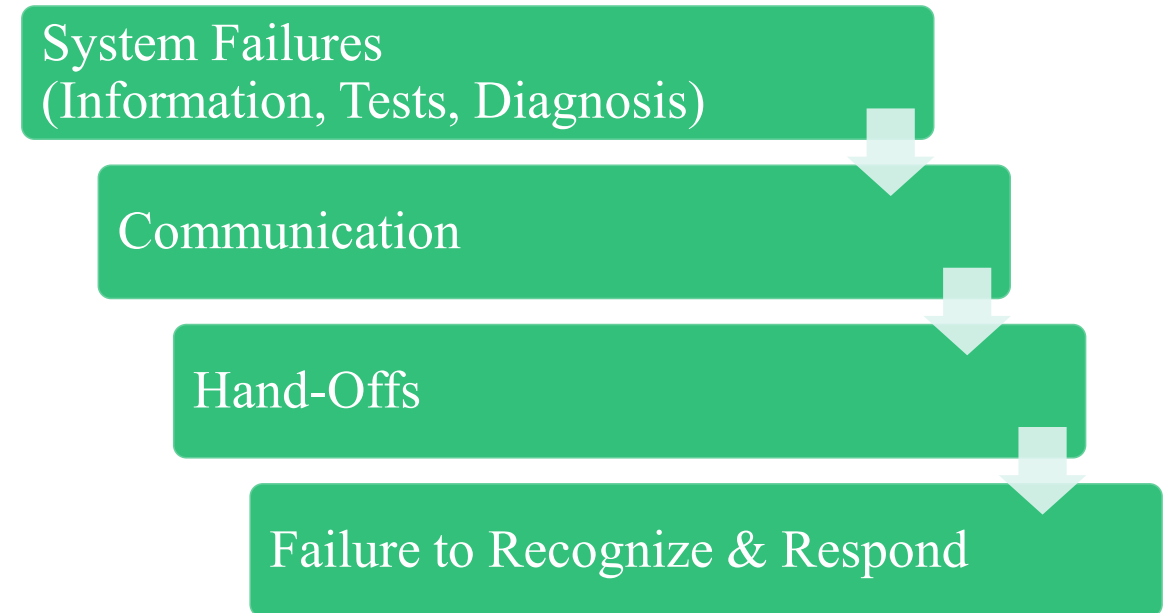 System Failures
(Information, Tests, Diagnosis)
Communication
Hand-Offs
Failure to Recognize & Respond